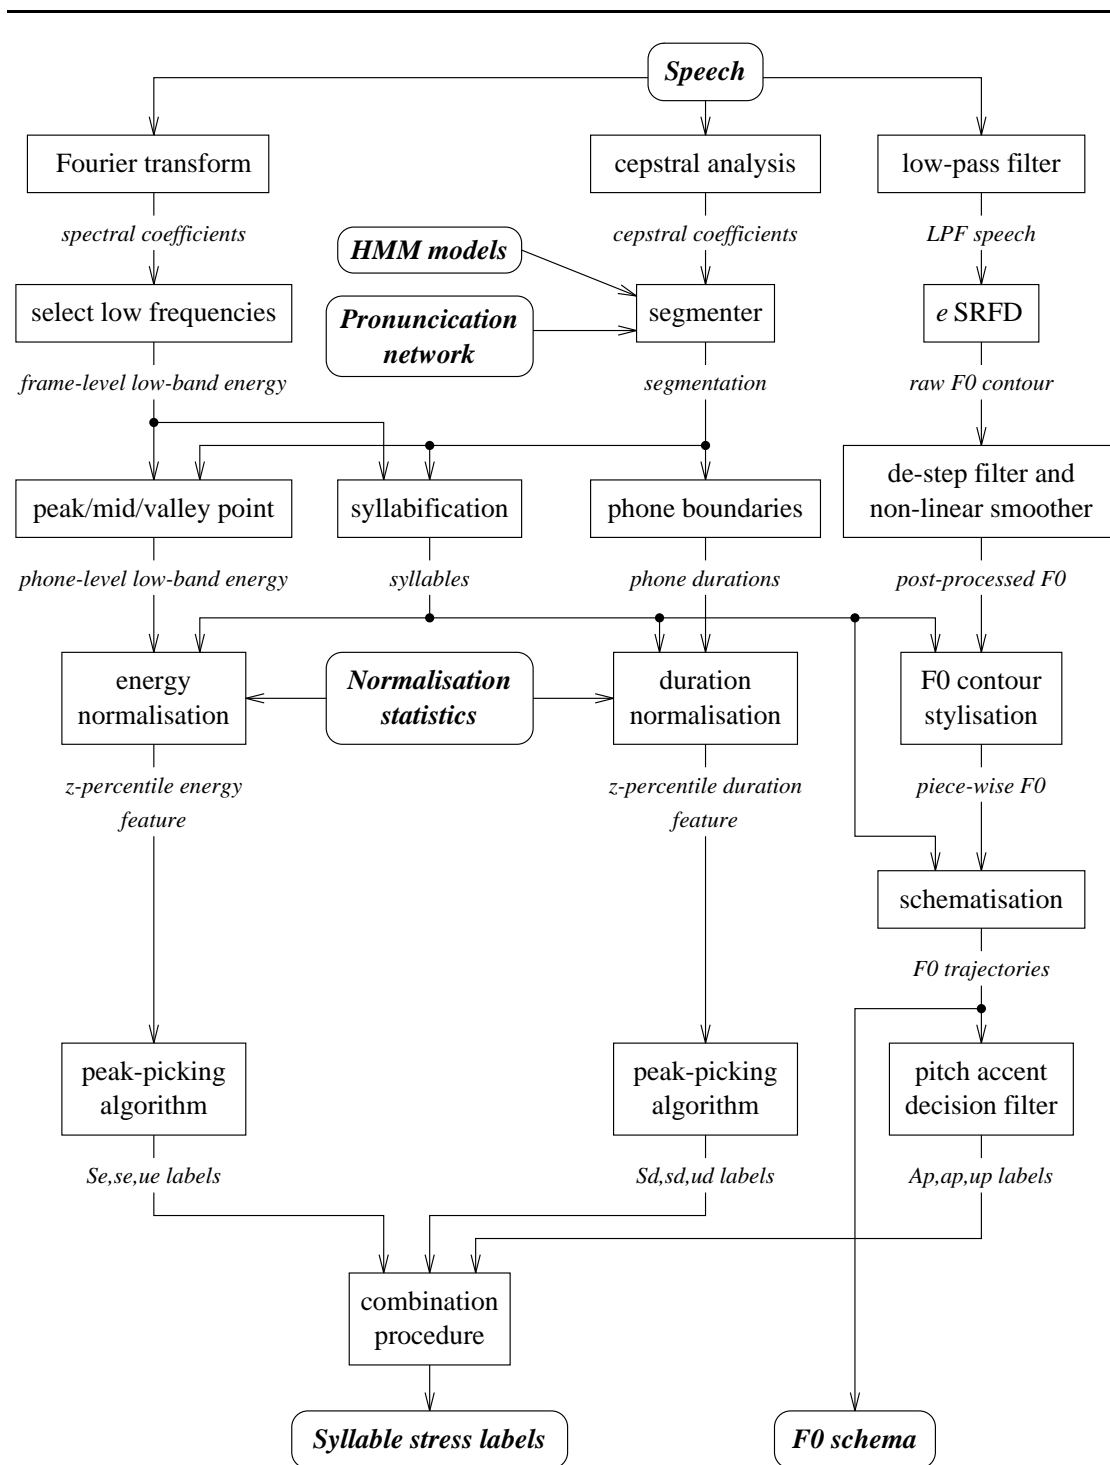 Speech
Fourier transform
cepstral analysis
low-pass filter
spectral coefficients
cepstral coefficients
LPF speech
HMM models
select low frequencies
segmenter
e SRFD
Pronuncication
network
frame-level low-band energy
segmentation
raw F0 contour
peak/mid/valley point
syllabification
phone boundaries
de-step filter and
non-linear smoother
phone-level low-band energy
syllables
phone durations
post-processed F0
energy
normalisation
Normalisation
statistics
duration
normalisation
F0 contour
stylisation
z-percentile energy
feature
z-percentile duration
feature
piece-wise F0
schematisation
F0 trajectories
peak-picking
algorithm
peak-picking
algorithm
pitch accent
decision filter
Se,se,ue labels
Sd,sd,ud labels
Ap,ap,up labels
combination
procedure
Syllable stress labels
F0 schema